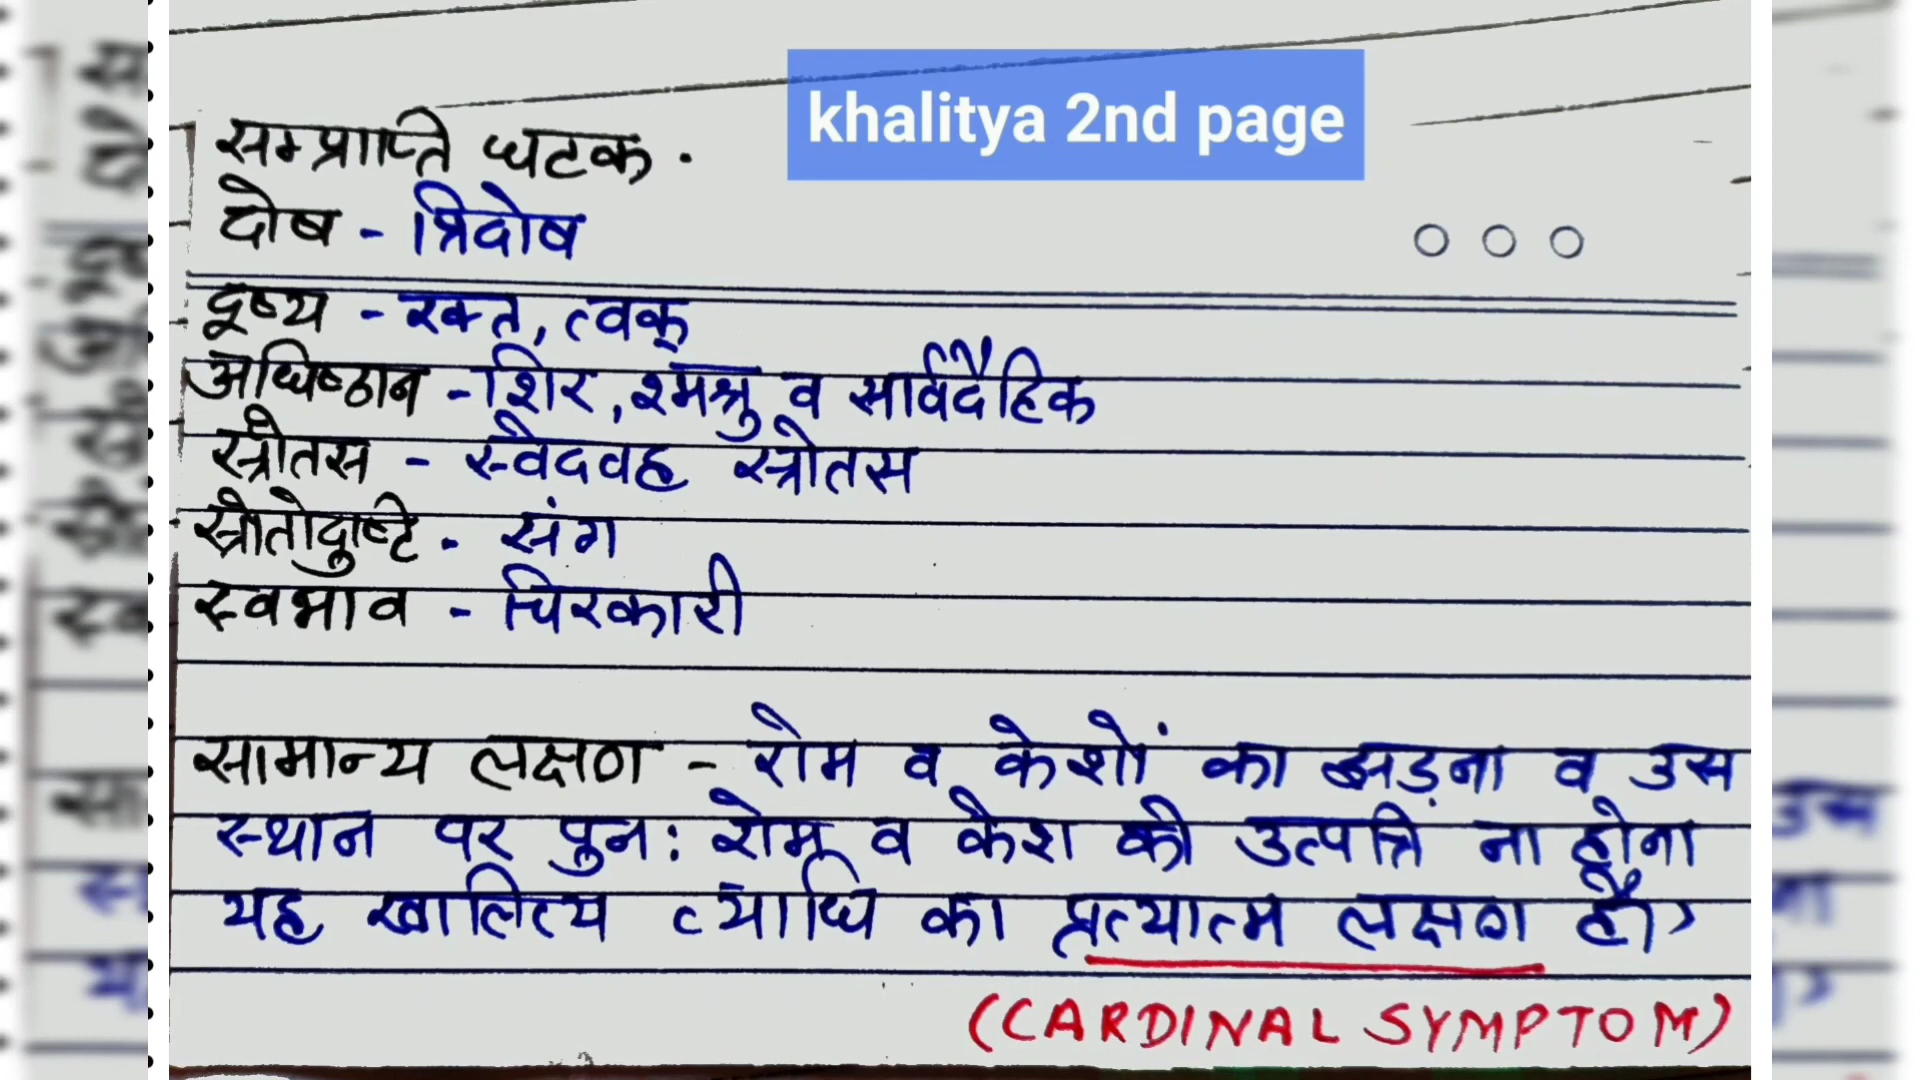 khalitya 2nd page
सम्प्राप्ति घटक.
दोष - त्रिदोष
दूष्य - रक्त, त्वक्
अधिष्ठान - शिर, श्मश्रु व सार्वदैहिक
स्रोतस - स्वेदवह स्त्रोतस
स्रोतोदुष्टि - संग
स्वभाव - चिरकारी
सामान्य लक्षण - रोम व केशों का झड़ना व उस
स्थान पर पुन: रोम व केश की उत्पत्ति ना होना
यह खालित्य व्याधि का प्रत्यात्म लक्षण है।
(CARDINAL SYMPTOM)